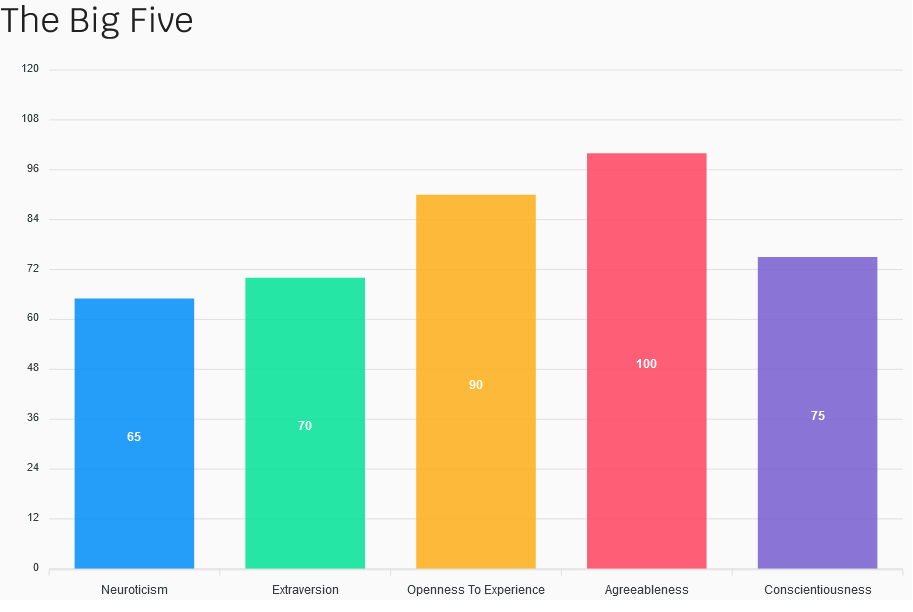 The Big Five
120
108
96
84
72
60
48
36
24
12
0
65
70
90
100
75
Neuroticism
Extraversion
Openness To Experience
Agreeableness
Conscientiousness